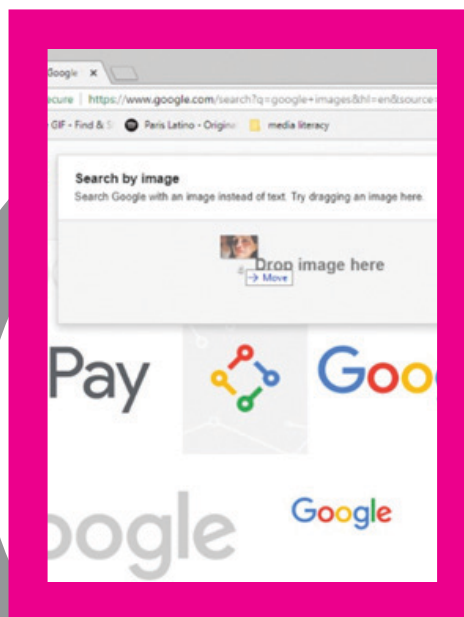 Google ×
ecure | https://www.google.com/search?q=google+images&hl=en&source=
GIF - Find & S
Paris Latino - Origin
media literacy
Search by image
Search Google with an image instead of text. Try dragging an image here.
Drop image here
→ Move
Pay
Goo
oogle
Google